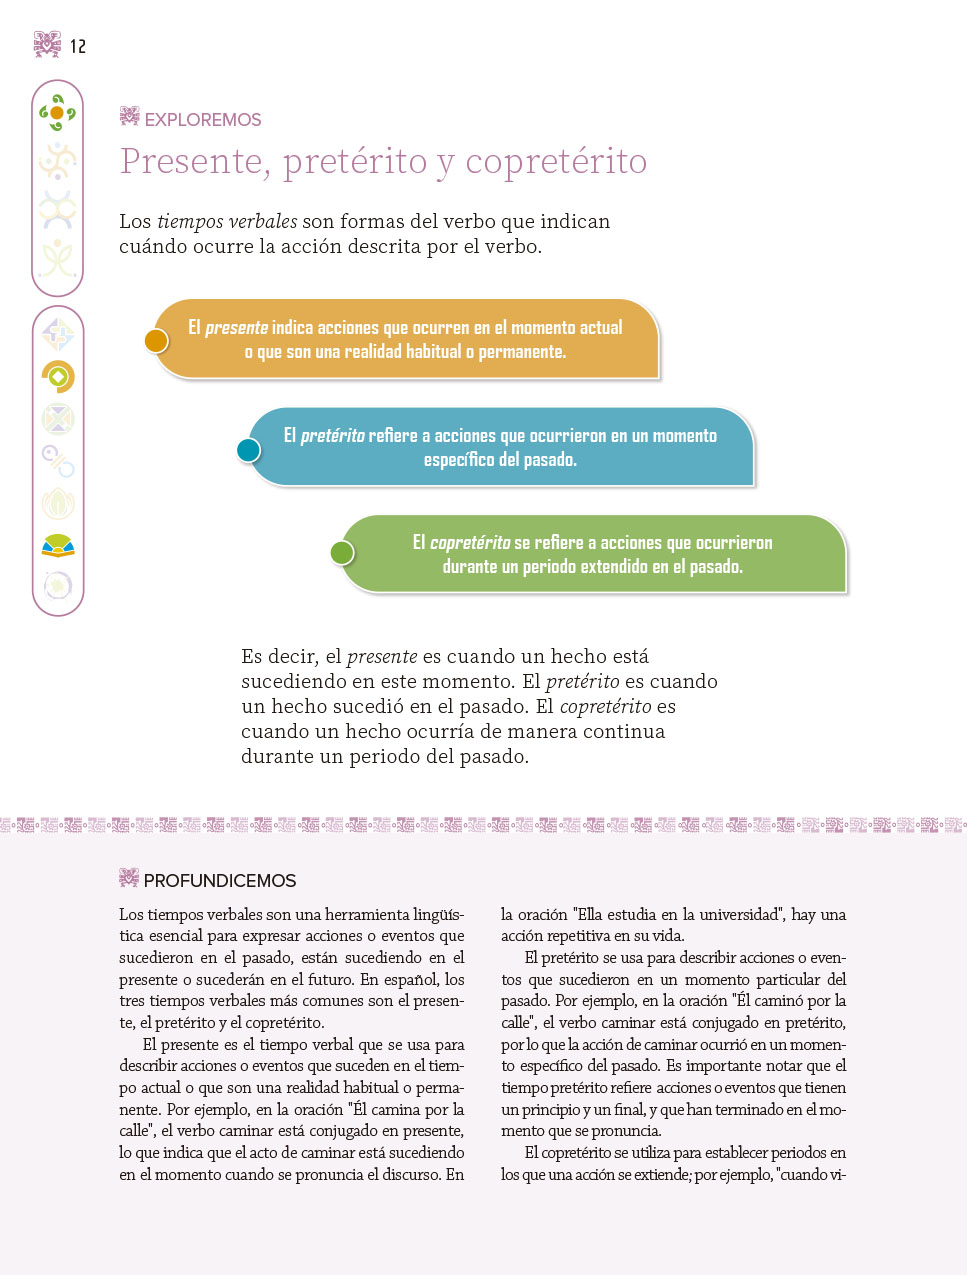 12
EXPLOREMOS
Presente, pretérito y copretérito
Los tiempos verbales son formas del verbo que indican
cuándo ocurre la acción descrita por el verbo.
El presente indica acciones que ocurren en el momento actual
o que son una realidad habitual o permanente.
El pretérito refiere a acciones que ocurrieron en un momento
específico del pasado.
El copretérito se refiere a acciones que ocurrieron
durante un periodo extendido en el pasado.
Es decir, el presente es cuando un hecho está
sucediendo en este momento. El pretérito es cuando
un hecho sucedió en el pasado. El copretérito es
cuando un hecho ocurría de manera continua
durante un periodo del pasado.
PROFUNDICEMOS
Los tiempos verbales son una herramienta lingüís-
tica esencial para expresar acciones o eventos que
sucedieron en el pasado, están sucediendo en el
presente o sucederán en el futuro. En español, los
tres tiempos verbales más comunes son el presen-
te, el pretérito y el copretérito.
El presente es el tiempo verbal que se usa para
describir acciones o eventos que suceden en el tiem-
po actual o que son una realidad habitual o perma-
nente. Por ejemplo, en la oración "Él camina por la
calle", el verbo caminar está conjugado en presente,
lo que indica que el acto de caminar está sucediendo
en el momento cuando se pronuncia el discurso. En
la oración "Ella estudia en la universidad", hay una
acción repetitiva en su vida.
El pretérito se usa para describir acciones o even-
tos que sucedieron en un momento particular del
pasado. Por ejemplo, en la oración "Él caminó por la
calle", el verbo caminar está conjugado en pretérito,
por lo que la acción de caminar ocurrió en un momen-
to específico del pasado. Es importante notar que el
tiempo pretérito refiere acciones o eventos que tienen
un principio y un final, y que han terminado en el mo-
mento que se pronuncia.
El copretérito se utiliza para establecer periodos en
los que una acción se extiende; por ejemplo, "cuando vi-